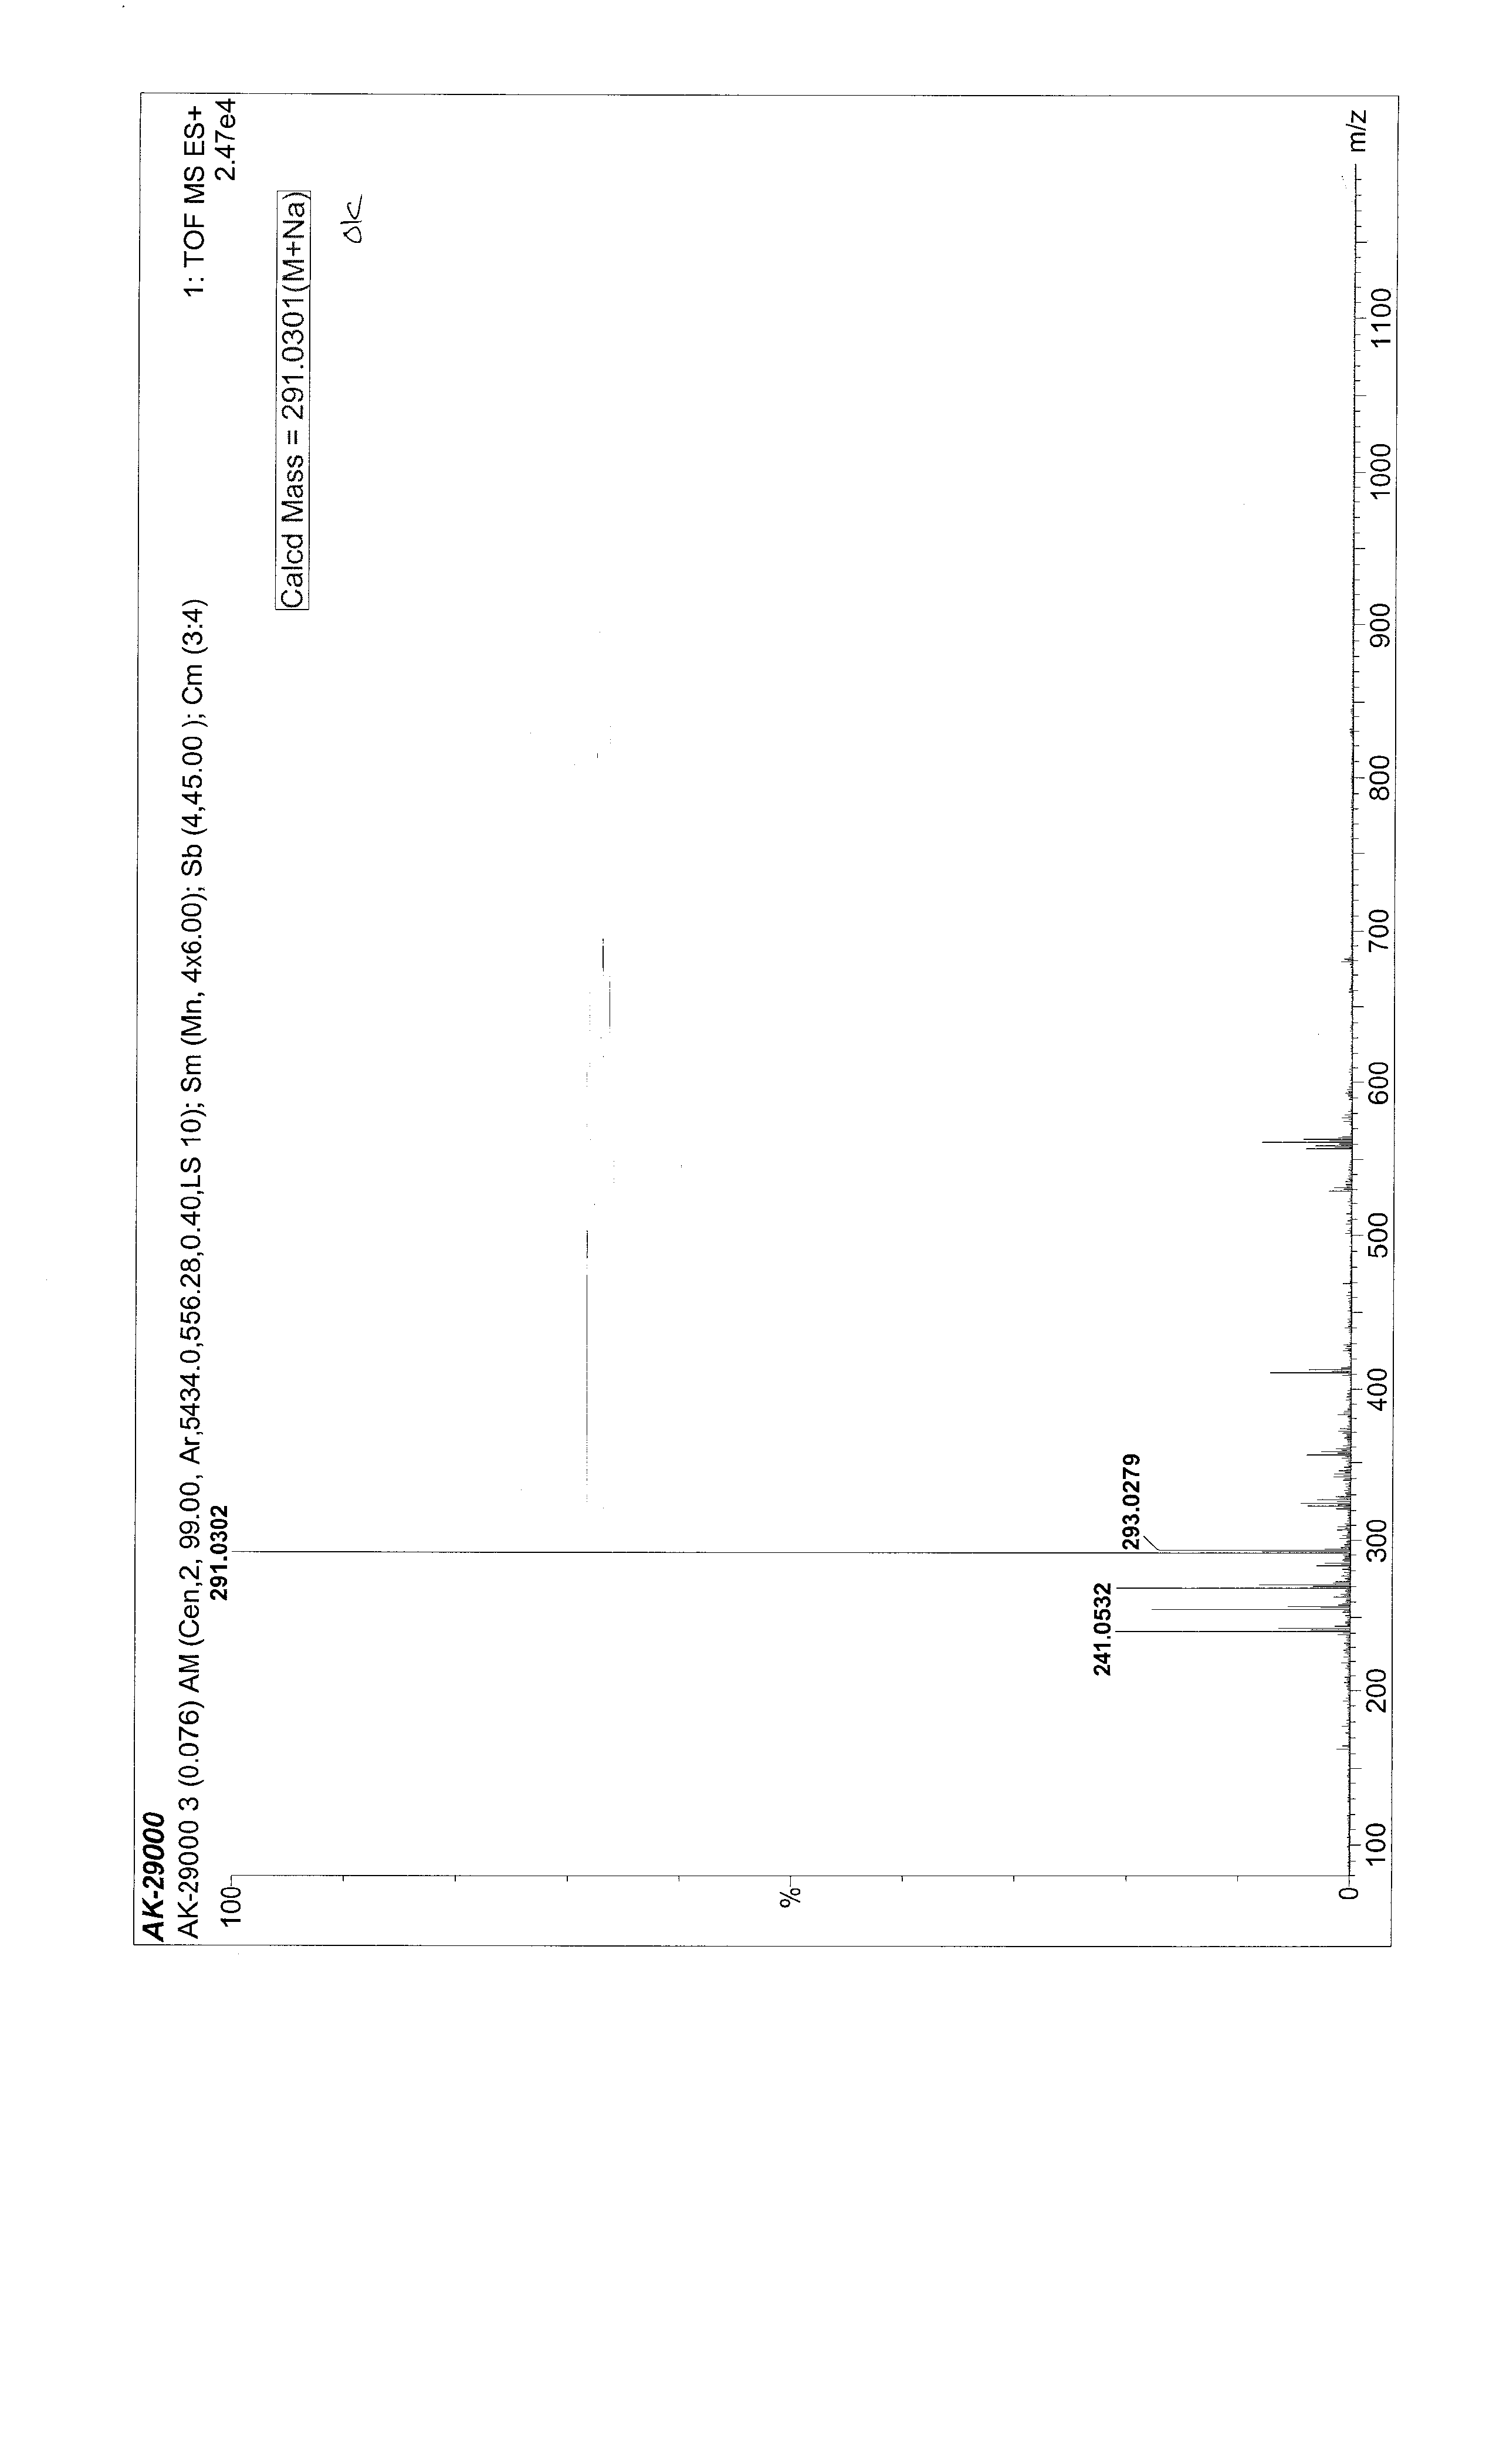 AK-29000
AK-29000 3 (0.076) AM (Cen,2, 99.00, Ar,5434.0,556.28,0.40,LS 10); Sm (Mn, 4x6.00); Sb (4,45.00 ); Cm (3:4)
1: TOF MS ES+
2.47e4
291.0302
100
Calcd Mass = 291.0301(M+Na)
ok
%
241.0532
293.0279
0
100 200 300 400 500 600 700 800 900 1000 1100
m/z